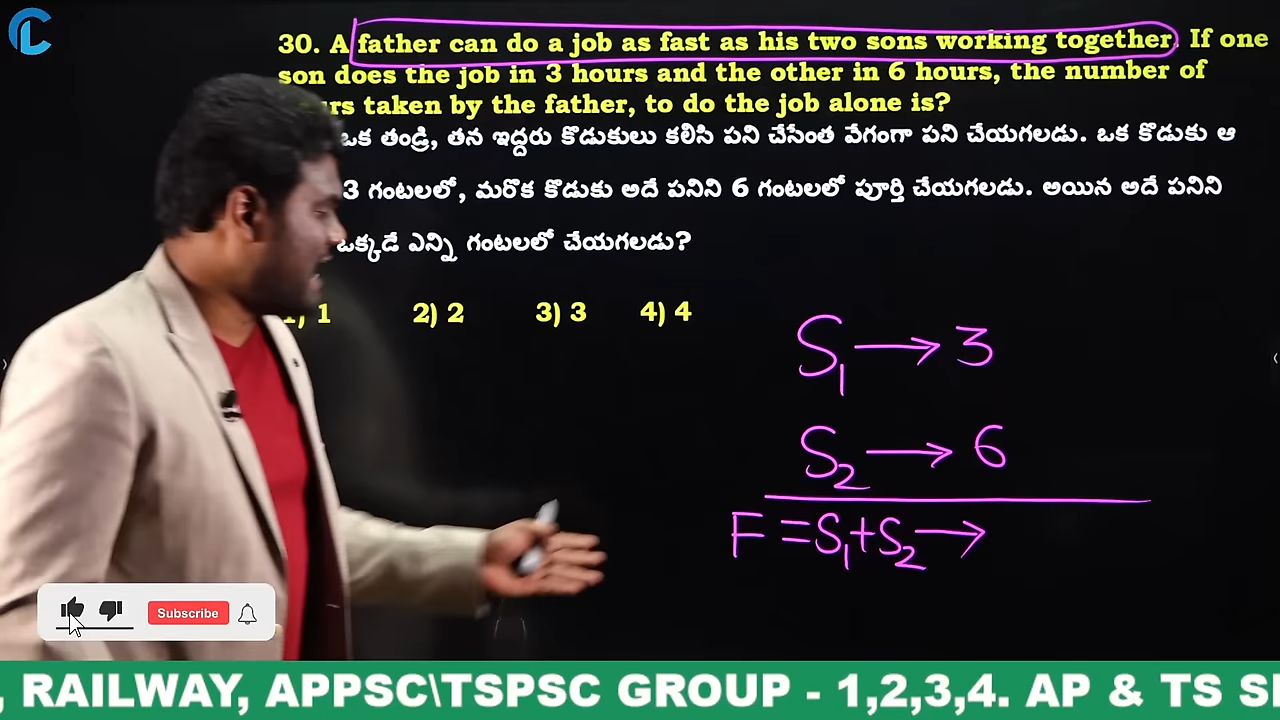 30. A father can do a job as fast as his two sons working together. If one
son does the job in 3 hours and the other in 6 hours, the number of
taken by the father, to do the job alone is?
ఒక తండ్రి, తన ఇద్దరు కొడుకులు కలిసి పని చేసేంత వేగంగా పని చేయగలడు. ఒక కొడుకు ఆ
3 గంటలలో, మరొక కొడుకు అదే పనిని 6 గంటలలో పూర్తి చేయగలడు. అయిన అదే పనిని
ఒక్కడే ఎన్ని గంటలలో చేయగలడు?
1) 1 2) 2 3) 3 4) 4
S1 → 3
S2 → 6
F = S1 + S2 →
Subscribe
, RAILWAY, APPSC\TSPSC GROUP - 1,2,3,4. AP & TS